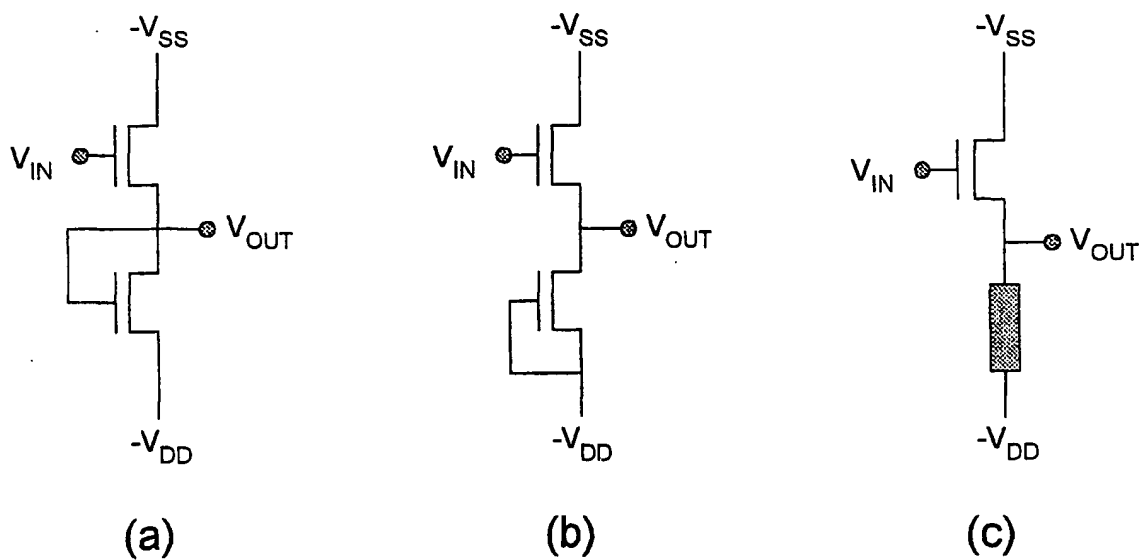 -VSS -VSS -VSS
VIN VIN VIN
VOUT VOUT VOUT
-VDD -VDD -VDD
(a) (b) (c)